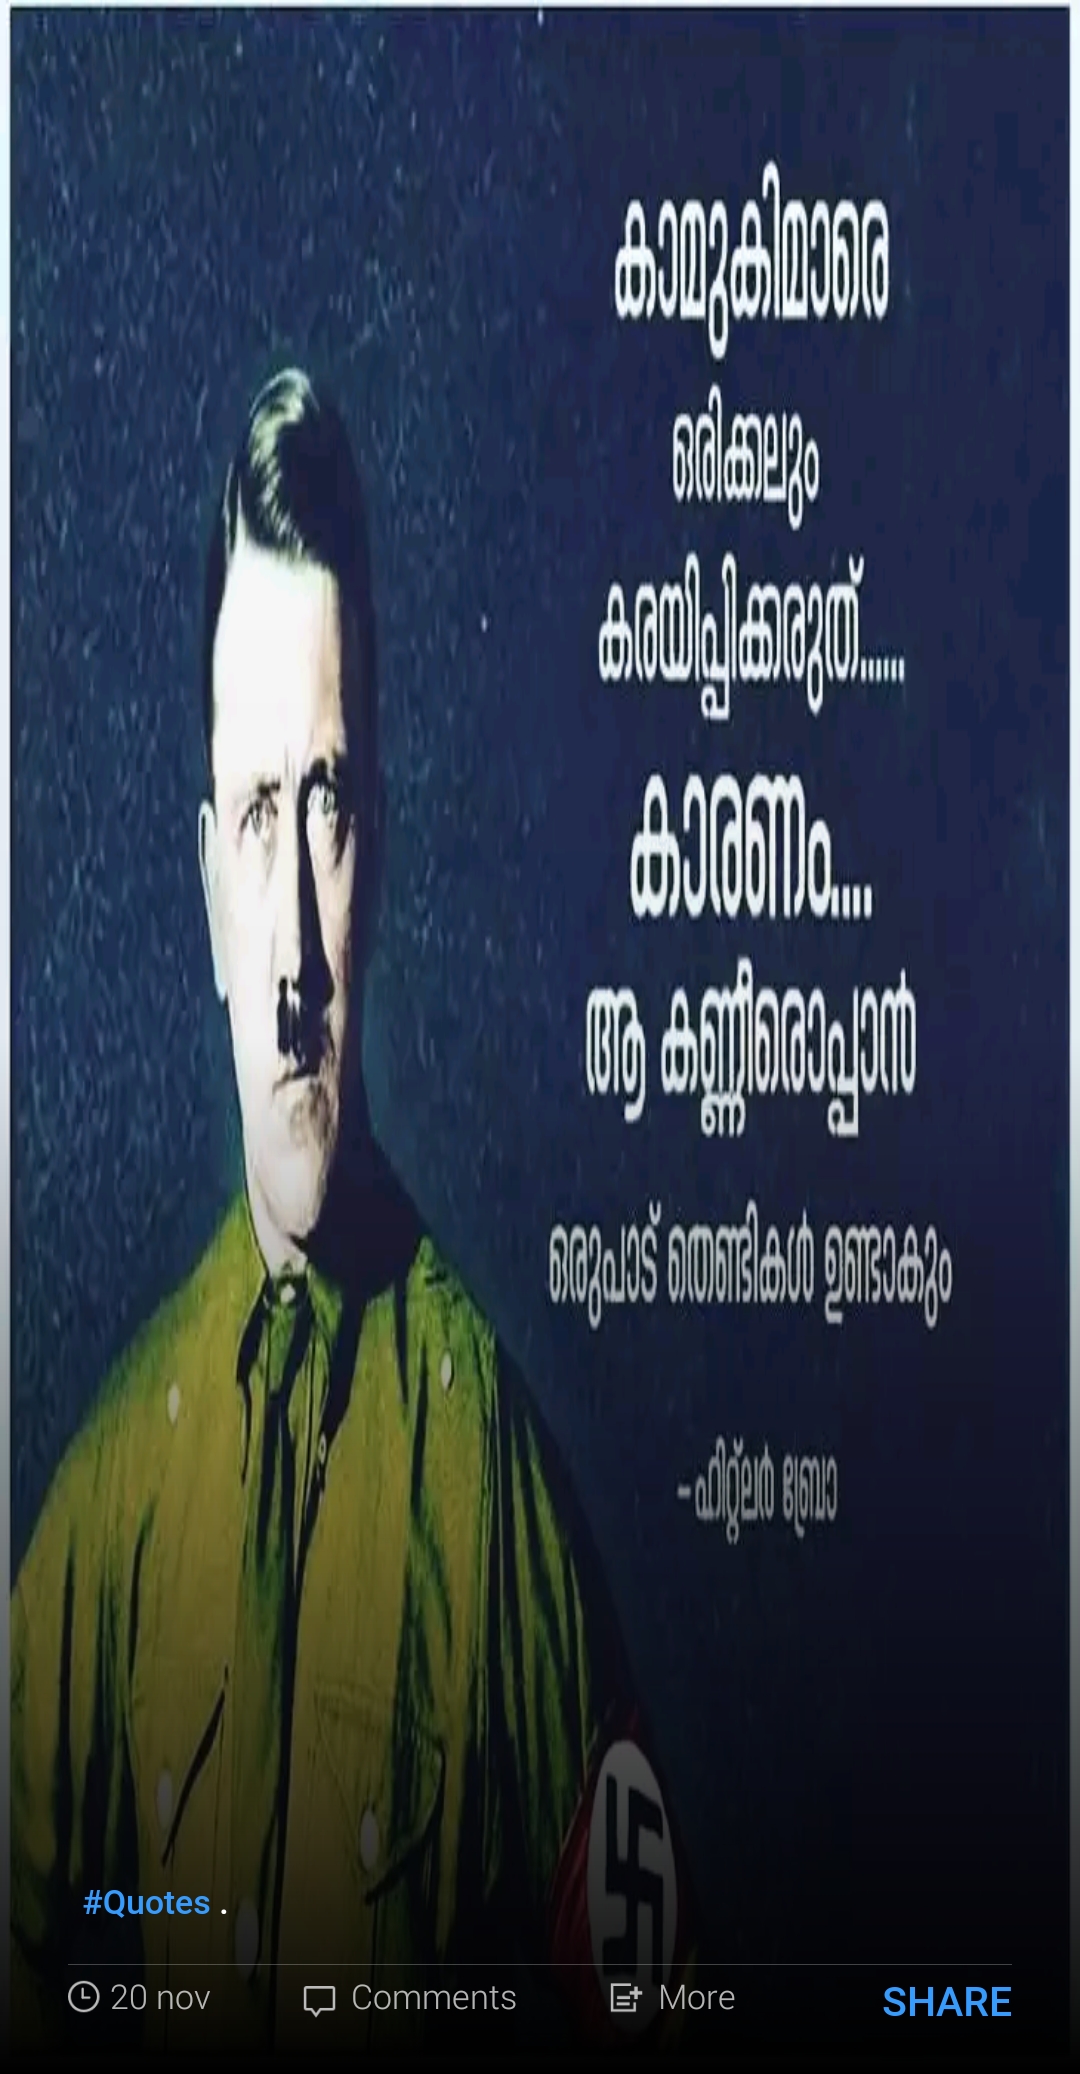 കാമുകിമാരെ
ഒരിക്കലും
കരയിപ്പിക്കരുത്......
കാരണം....
ആ കണ്ണീരൊപ്പാൻ
ഒരുപാട് തെണ്ടികൾ ഉണ്ടാകും
-ഹിറ്റ്ലർ ബ്രോ
#Quotes .
20 nov Comments More SHARE